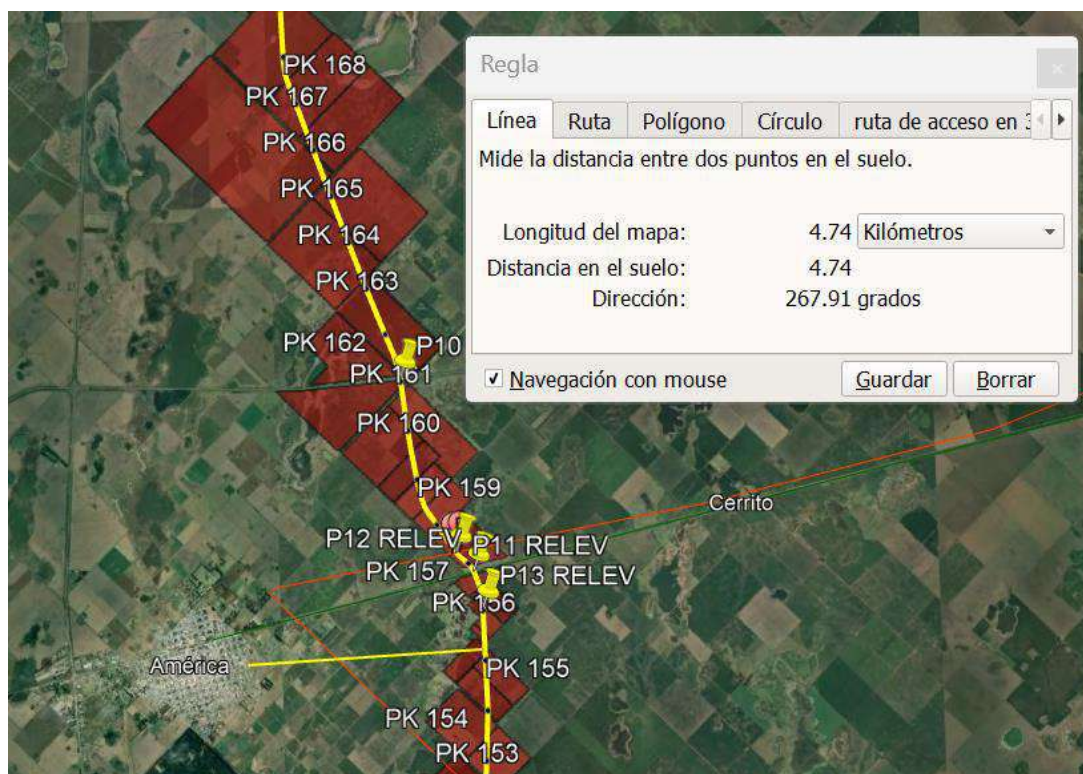 PK 168
PK 167
PK 166
PK 165
PK 164
PK 163
PK 162
P10
PK 161
PK 160
PK 159
Cerrito
P12 RELEV
P11 RELEV
PK 157
P13 RELEV
PK 156
América
PK 155
PK 154
PK 153
Regla
Línea
Ruta
Polígono
Círculo
ruta de acceso en
Mide la distancia entre dos puntos en el suelo.
Longitud del mapa: 4.74 Kilómetros
Distancia en el suelo: 4.74
Dirección: 267.91 grados
Navegación con mouse
Guardar
Borrar